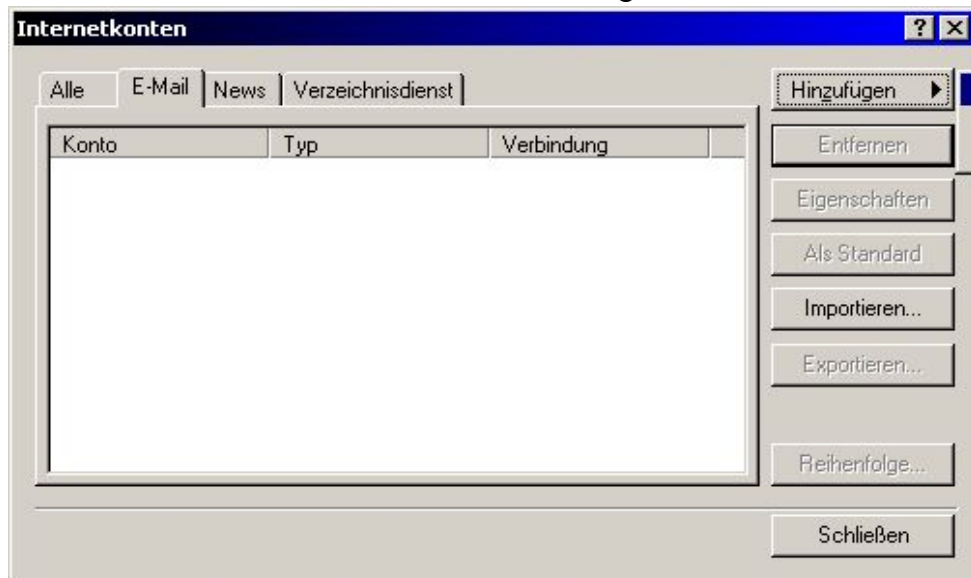 Internetkonten
Alle E-Mail News Verzeichnisdienst
Konto Typ Verbindung
Hinzufügen
Entfernen
Eigenschaften
Als Standard
Importieren...
Exportieren...
Reihenfolge...
Schließen